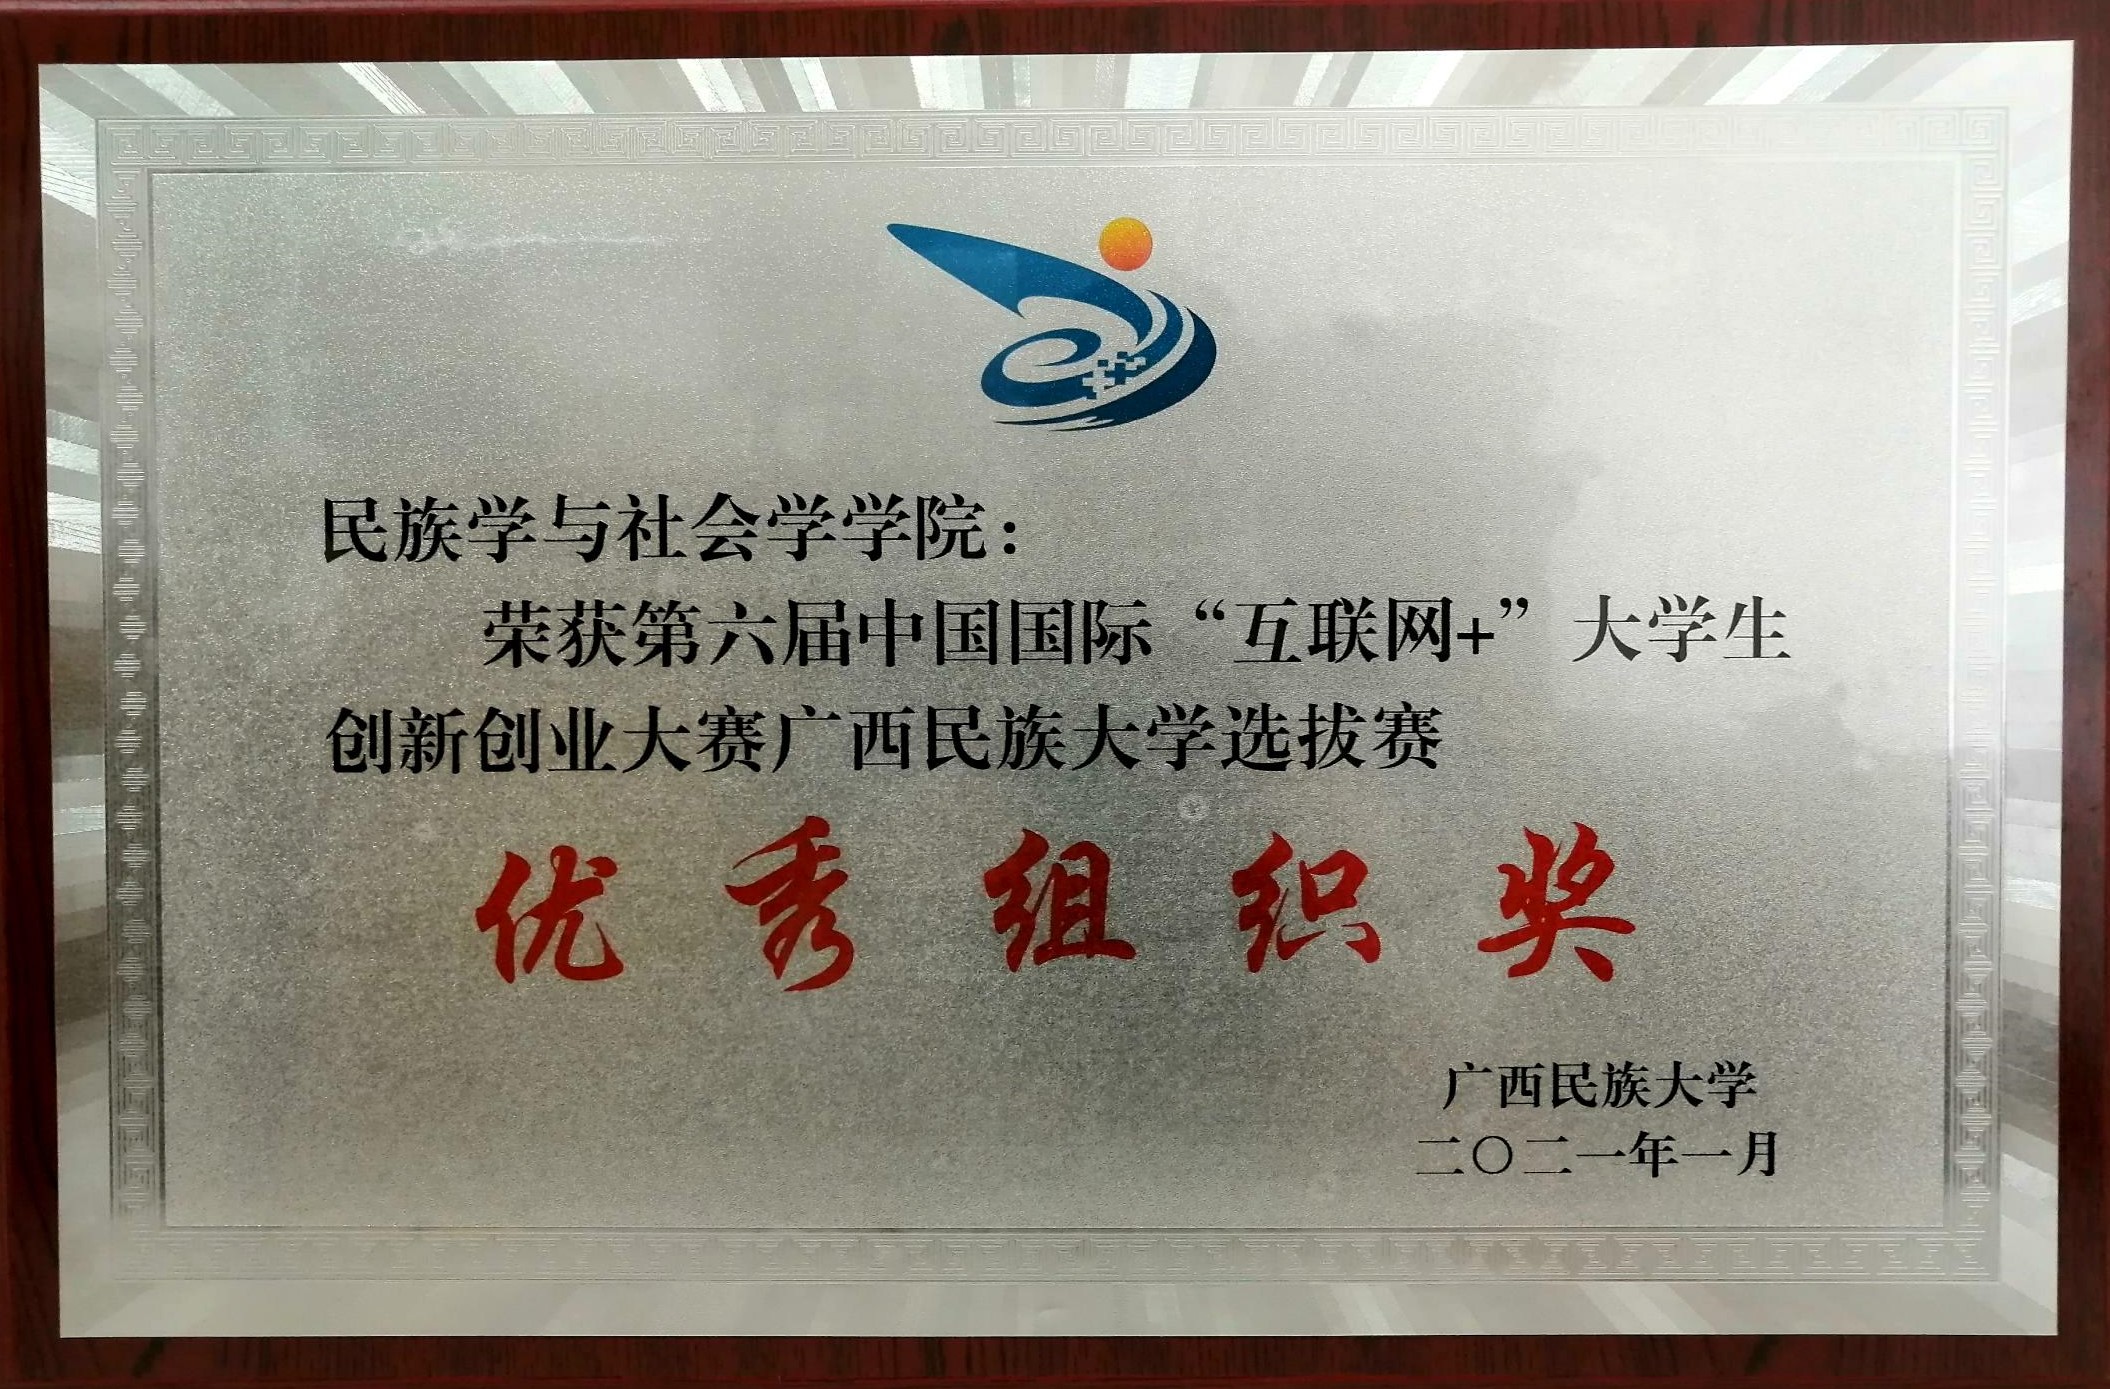 民族学与社会学学院：
荣获第六届中国国际“互联网+”大学生
创新创业大赛广西民族大学选拔赛
优秀组织奖
广西民族大学
二〇二一年一月